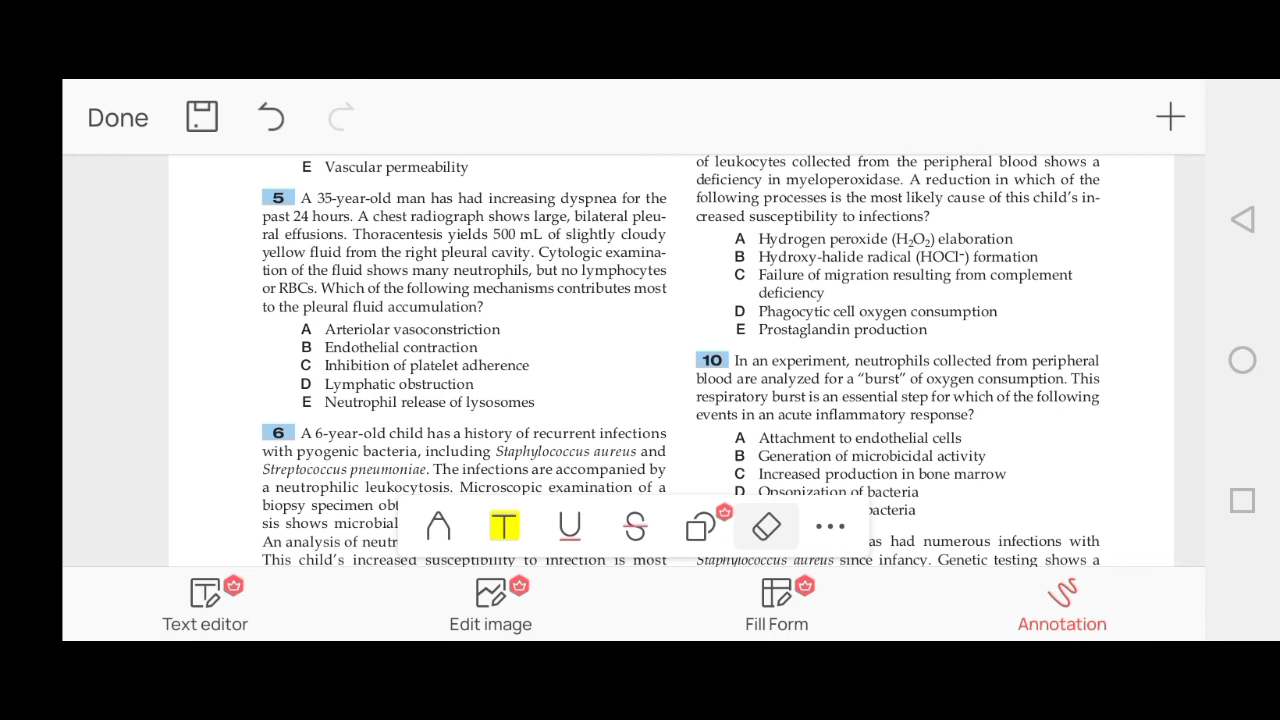 Done
E Vascular permeability
5 A 35-year-old man has had increasing dyspnea for the
past 24 hours. A chest radiograph shows large, bilateral pleu-
ral effusions. Thoracentesis yields 500 mL of slightly cloudy
yellow fluid from the right pleural cavity. Cytologic examina-
tion of the fluid shows many neutrophils, but no lymphocytes
or RBCs. Which of the following mechanisms contributes most
to the pleural fluid accumulation?
A Arteriolar vasoconstriction
B Endothelial contraction
C Inhibition of platelet adherence
D Lymphatic obstruction
E Neutrophil release of lysosomes
6 A 6-year-old child has a history of recurrent infections
with pyogenic bacteria, including Staphylococcus aureus and
Streptococcus pneumoniae. The infections are accompanied by
a neutrophilic leukocytosis. Microscopic examination of a
biopsy specimen
sis shows microbial
An analysis of
This child's increased susceptibility to infection is most
of leukocytes collected from the peripheral blood shows a
deficiency in myeloperoxidase. A reduction in which of the
following processes is the most likely cause of this child's in-
creased susceptibility to infections?
A Hydrogen peroxide (H₂O₂) elaboration
B Hydroxy-halide radical (HOCl⁻) formation
C Failure of migration resulting from complement
deficiency
D Phagocytic cell oxygen consumption
E Prostaglandin production
10 In an experiment, neutrophils collected from peripheral
blood are analyzed for a “burst” of oxygen consumption. This
respiratory burst is an essential step for which of the following
events in an acute inflammatory response?
A Attachment to endothelial cells
B Generation of microbicidal activity
C Increased production in bone marrow
D Opsonization of bacteria
bacteria
as had numerous infections with
Staphylococcus aureus since infancy. Genetic testing shows a
T
U
S
Text editor
Edit image
Fill Form
Annotation